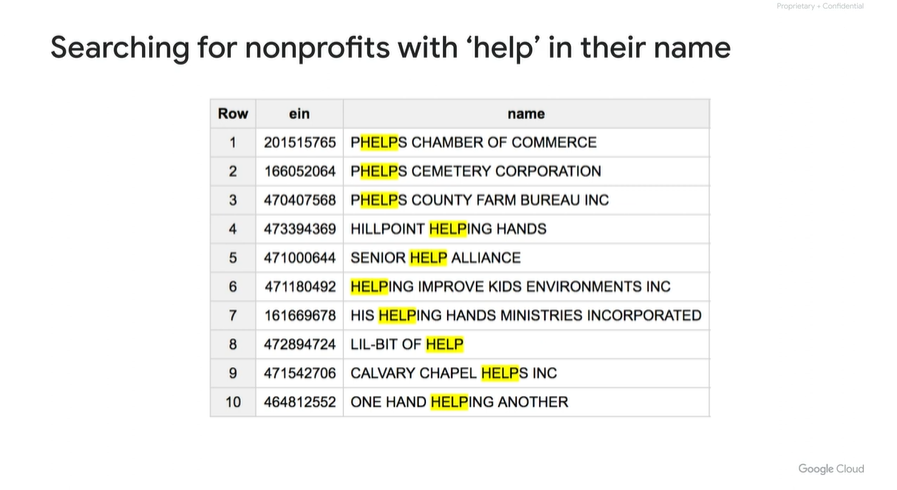 Proprietary + Confidential
Searching for nonprofits with ‘help’ in their name
Row ein name
1 201515765 PHELPS CHAMBER OF COMMERCE
2 166052064 PHELPS CEMETERY CORPORATION
3 470407568 PHELPS COUNTY FARM BUREAU INC
4 473394369 HILLPOINT HELPING HANDS
5 471000644 SENIOR HELP ALLIANCE
6 471180492 HELPING IMPROVE KIDS ENVIRONMENTS INC
7 161669678 HIS HELPING HANDS MINISTRIES INCORPORATED
8 472894724 LIL-BIT OF HELP
9 471542706 CALVARY CHAPEL HELPS INC
10 464812552 ONE HAND HELPING ANOTHER
Google Cloud